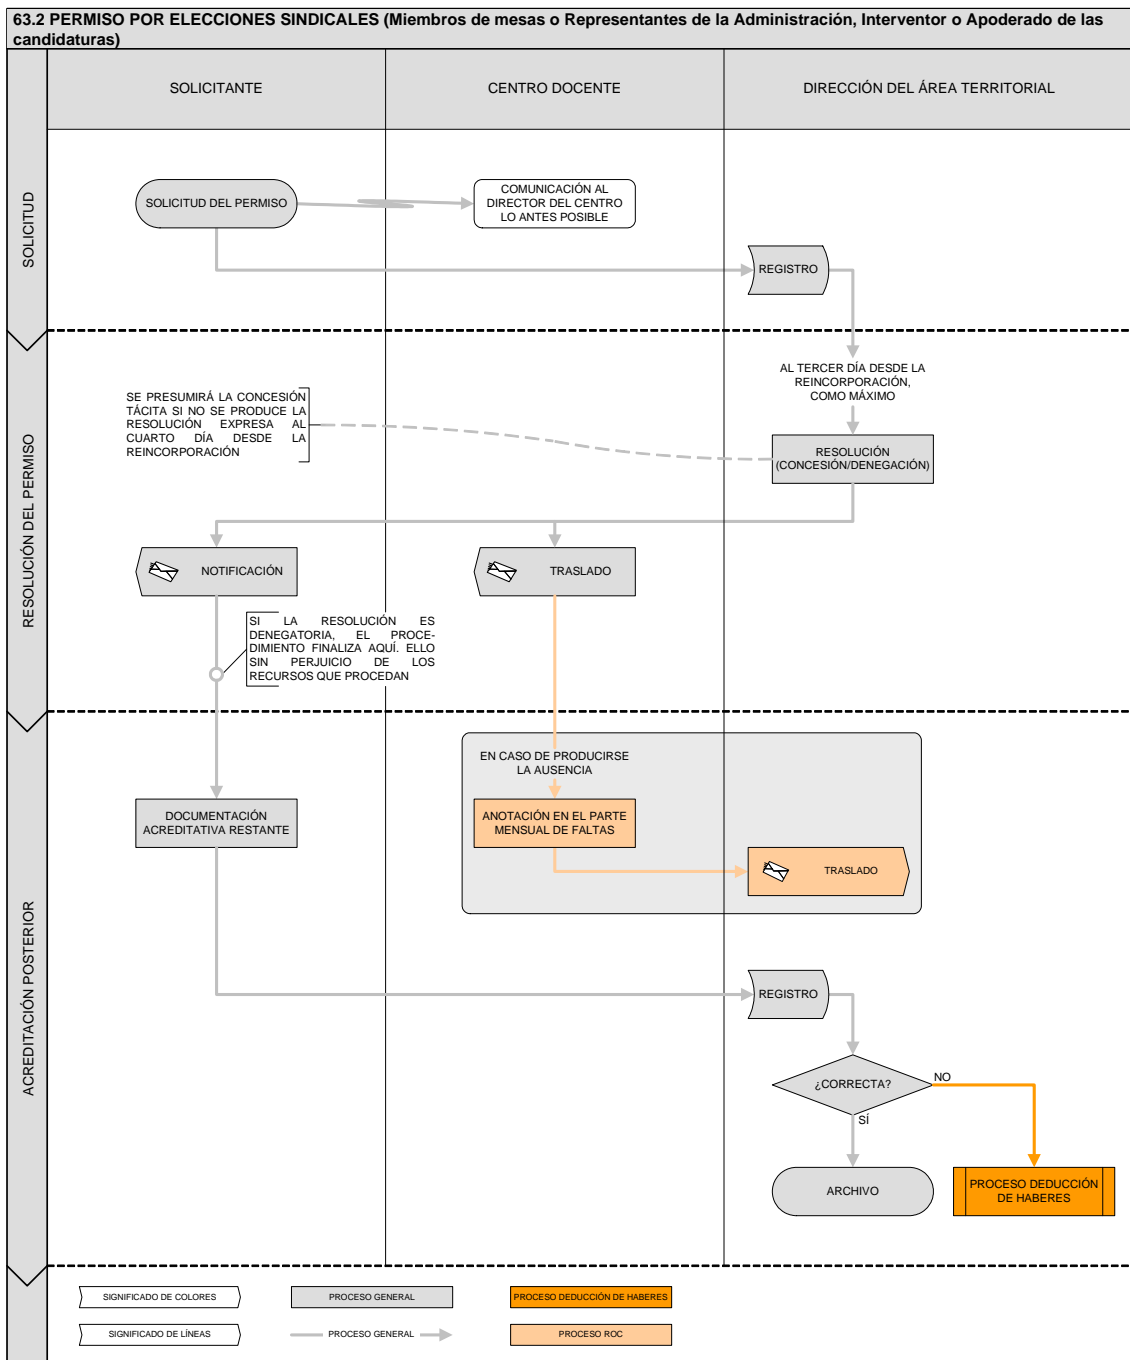 63.2 PERMISO POR ELECCIONES SINDICALES (Miembros de mesas o Representantes de la Administración, Interventor o Apoderado de las
candidaturas)
SOLICITANTE
CENTRO DOCENTE
DIRECCIÓN DEL ÁREA TERRITORIAL
SOLICITUD
SOLICITUD DEL PERMISO
COMUNICACIÓN AL
DIRECTOR DEL CENTRO
LO ANTES POSIBLE
REGISTRO
RESOLUCIÓN DEL PERMISO
AL TERCER DÍA DESDE LA
REINCORPORACIÓN,
COMO MÁXIMO
SE PRESUMIRÁ LA CONCESIÓN
TÁCITA SI NO SE PRODUCE LA
RESOLUCIÓN EXPRESA AL
CUARTO DÍA DESDE LA
REINCORPORACIÓN
RESOLUCIÓN
(CONCESIÓN/DENEGACIÓN)
NOTIFICACIÓN
TRASLADO
SI LA RESOLUCIÓN ES
DENEGATORIA, EL PROCE-
DIMIENTO FINALIZA AQUÍ. ELLO
SIN PERJUICIO DE LOS
RECURSOS QUE PROCEDAN
ACREDITACIÓN POSTERIOR
EN CASO DE PRODUCIRSE
LA AUSENCIA
DOCUMENTACIÓN
ACREDITATIVA RESTANTE
ANOTACIÓN EN EL PARTE
MENSUAL DE FALTAS
TRASLADO
REGISTRO
¿CORRECTA?
NO
SÍ
ARCHIVO
PROCESO DEDUCCIÓN
DE HABERES
SIGNIFICADO DE COLORES
PROCESO GENERAL
PROCESO DEDUCCIÓN DE HABERES
SIGNIFICADO DE LÍNEAS
PROCESO GENERAL
PROCESO ROC